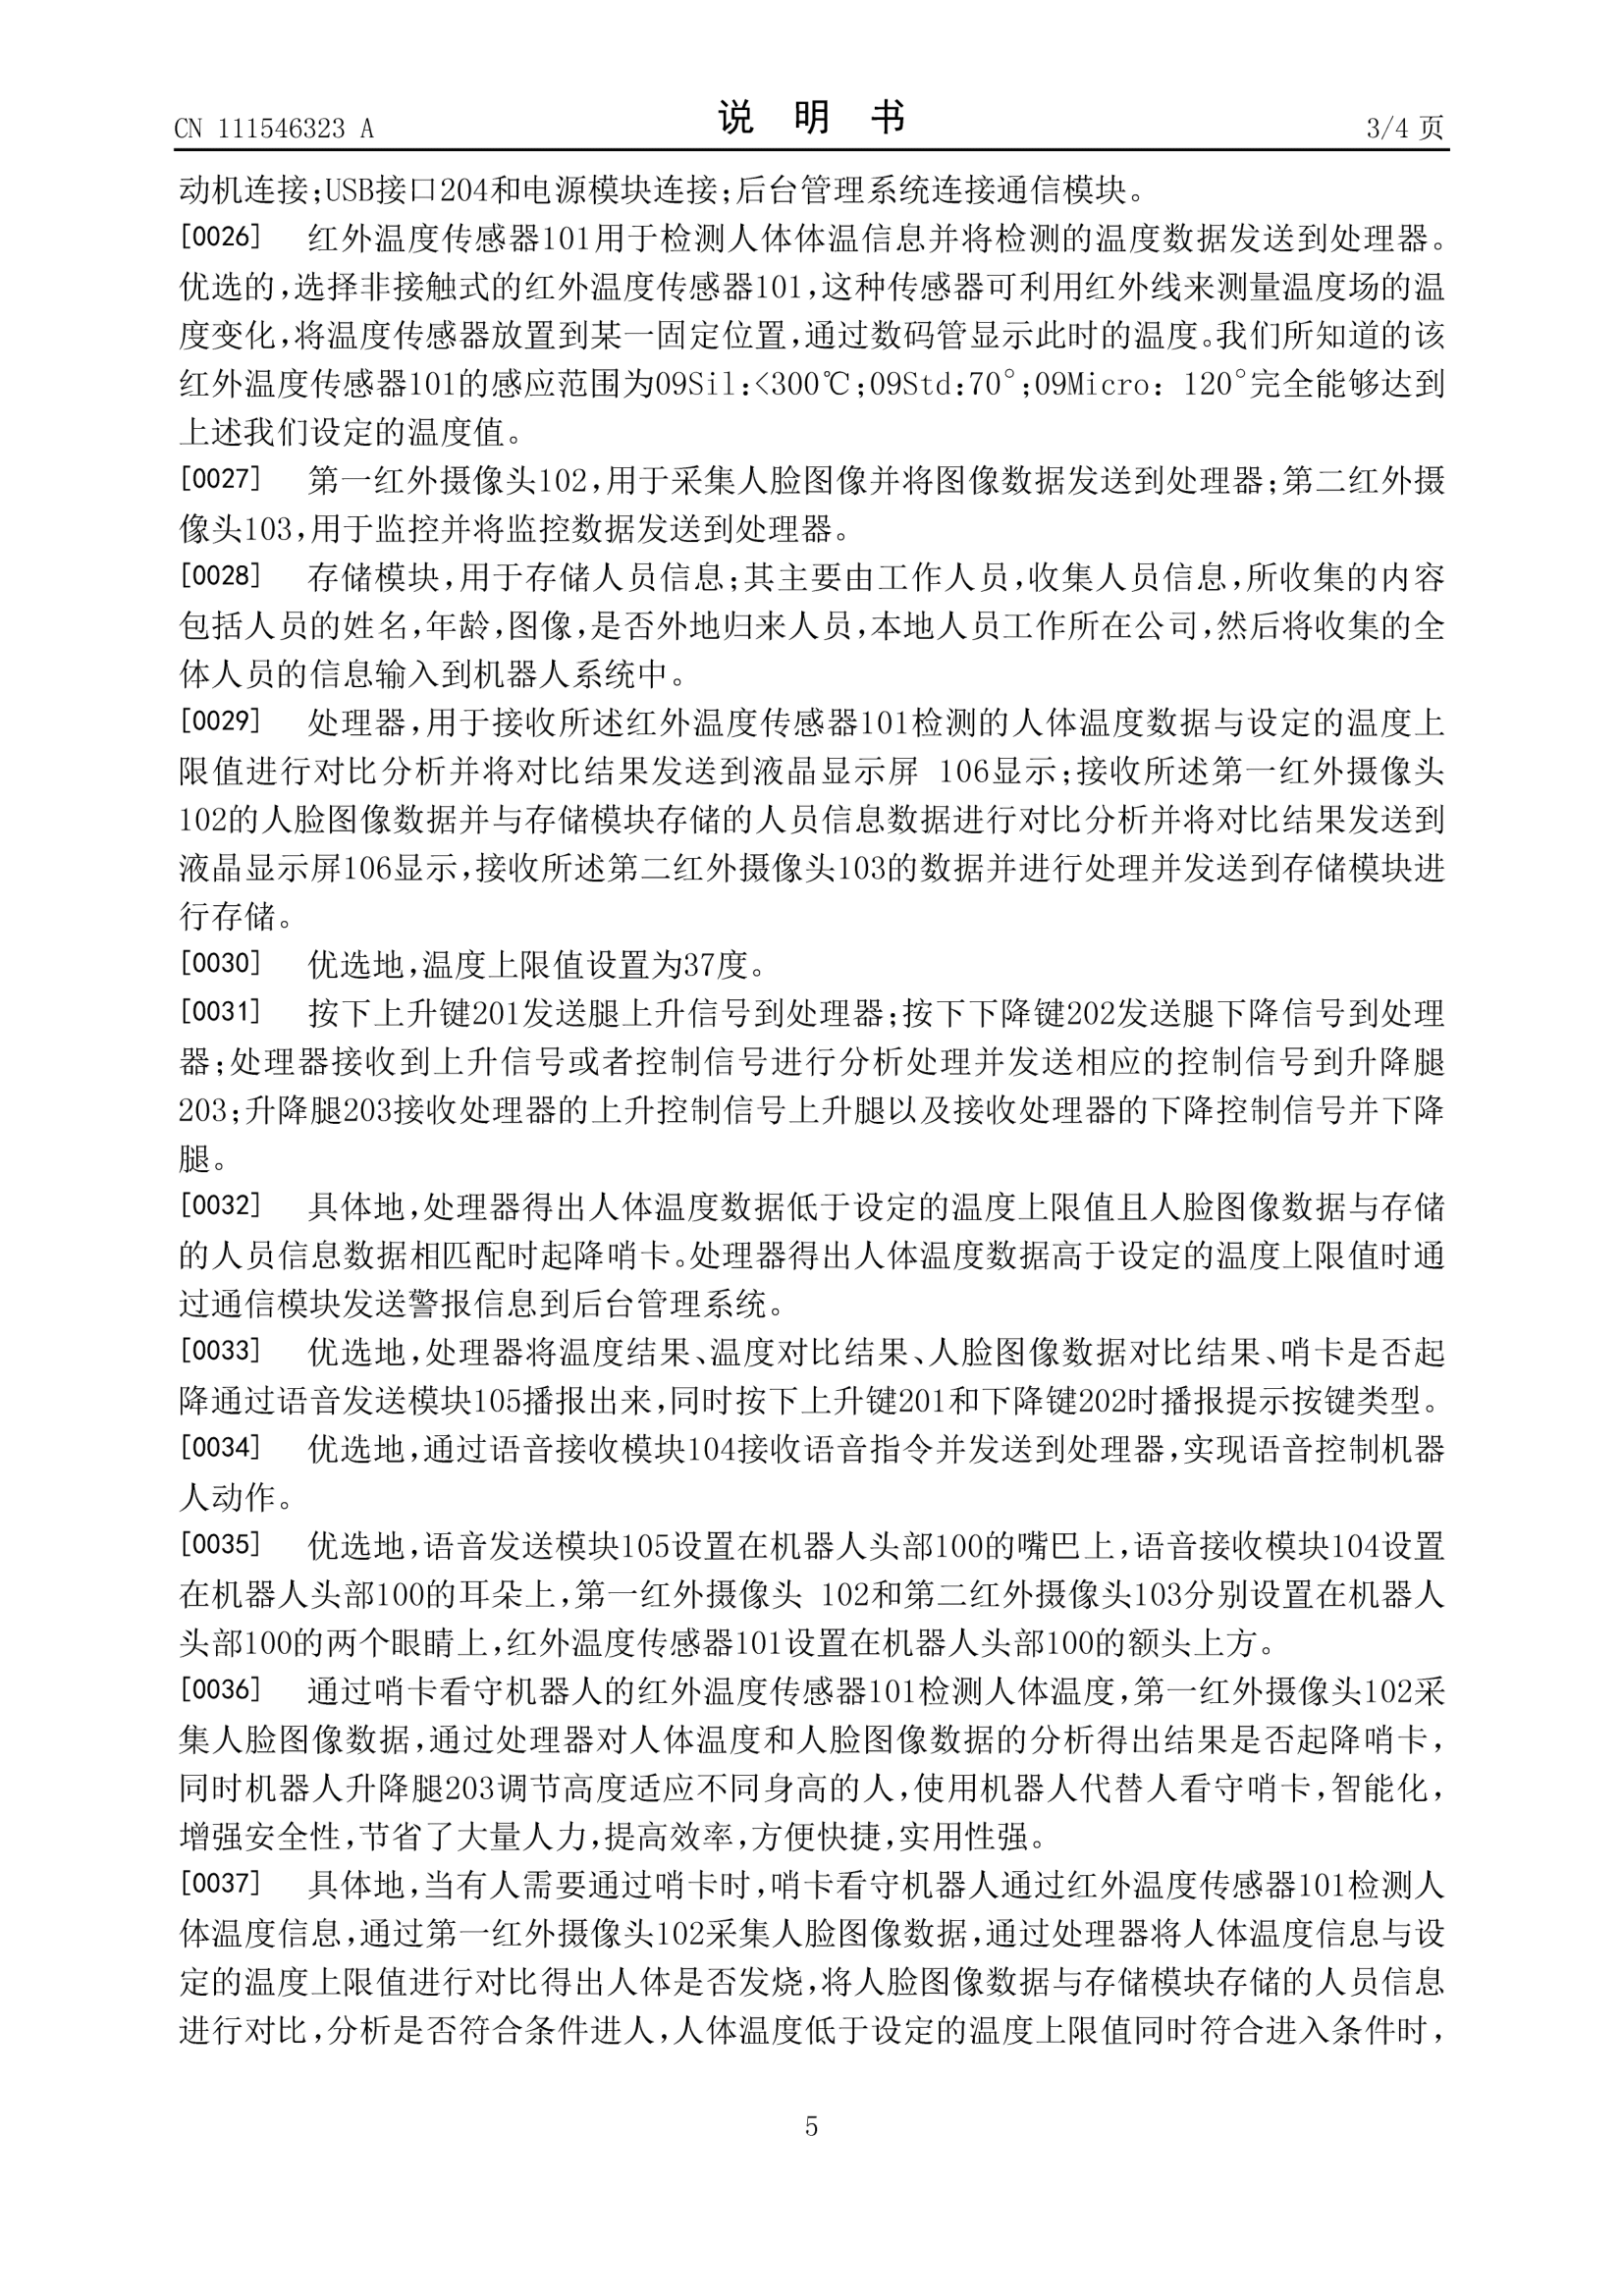 CN 111546323 A
说 明 书
3/4 页
动机连接;USB接口204和电源模块连接;后台管理系统连接通信模块。
[0026] 红外温度传感器101用于检测人体体温信息并将检测的温度数据发送到处理器。
优选的,选择非接触式的红外温度传感器101,这种传感器可利用红外线来测量温度场的温
度变化,将温度传感器放置到某一固定位置,通过数码管显示此时的温度。我们所知道的该
红外温度传感器101的感应范围为09Sil:<300℃;09Std:70°;09Micro: 120°完全能够达到
上述我们设定的温度值。
[0027] 第一红外摄像头102,用于采集人脸图像并将图像数据发送到处理器;第二红外摄
像头103,用于监控并将监控数据发送到处理器。
[0028] 存储模块,用于存储人员信息;其主要由工作人员,收集人员信息,所收集的内容
包括人员的姓名,年龄,图像,是否外地归来人员,本地人员工作所在公司,然后将收集的全
体人员的信息输入到机器人系统中。
[0029] 处理器,用于接收所述红外温度传感器101检测的人体温度数据与设定的温度上
限值进行对比分析并将对比结果发送到液晶显示屏 106显示;接收所述第一红外摄像头
102的人脸图像数据并与存储模块存储的人员信息数据进行对比分析并将对比结果发送到
液晶显示屏106显示,接收所述第二红外摄像头103的数据并进行处理并发送到存储模块进
行存储。
[0030] 优选地,温度上限值设置为37度。
[0031] 按下上升键201发送腿上升信号到处理器;按下下降键202发送腿下降信号到处理
器;处理器接收到上升信号或者控制信号进行分析处理并发送相应的控制信号到升降腿
203;升降腿203接收处理器的上升控制信号上升腿以及接收处理器的下降控制信号并下降
腿。
[0032] 具体地,处理器得出人体温度数据低于设定的温度上限值且人脸图像数据与存储
的人员信息数据相匹配时起降哨卡。处理器得出人体温度数据高于设定的温度上限值时通
过通信模块发送警报信息到后台管理系统。
[0033] 优选地,处理器将温度结果、温度对比结果、人脸图像数据对比结果、哨卡是否起
降通过语音发送模块105播报出来,同时按下上升键201和下降键202时播报提示按键类型。
[0034] 优选地,通过语音接收模块104接收语音指令并发送到处理器,实现语音控制机器
人动作。
[0035] 优选地,语音发送模块105设置在机器人头部100的嘴巴上,语音接收模块104设置
在机器人头部100的耳朵上,第一红外摄像头 102和第二红外摄像头103分别设置在机器人
头部100的两个眼睛上,红外温度传感器101设置在机器人头部100的额头上方。
[0036] 通过哨卡看守机器人的红外温度传感器101检测人体温度,第一红外摄像头102采
集人脸图像数据,通过处理器对人体温度和人脸图像数据的分析得出结果是否起降哨卡,
同时机器人升降腿203调节高度适应不同身高的人,使用机器人代替人看守哨卡,智能化,
增强安全性,节省了大量人力,提高效率,方便快捷,实用性强。
[0037] 具体地,当有人需要通过哨卡时,哨卡看守机器人通过红外温度传感器101检测人
体温度信息,通过第一红外摄像头102采集人脸图像数据,通过处理器将人体温度信息与设
定的温度上限值进行对比得出人体是否发烧,将人脸图像数据与存储模块存储的人员信息
进行对比,分析是否符合条件进人,人体温度低于设定的温度上限值同时符合进入条件时,
5